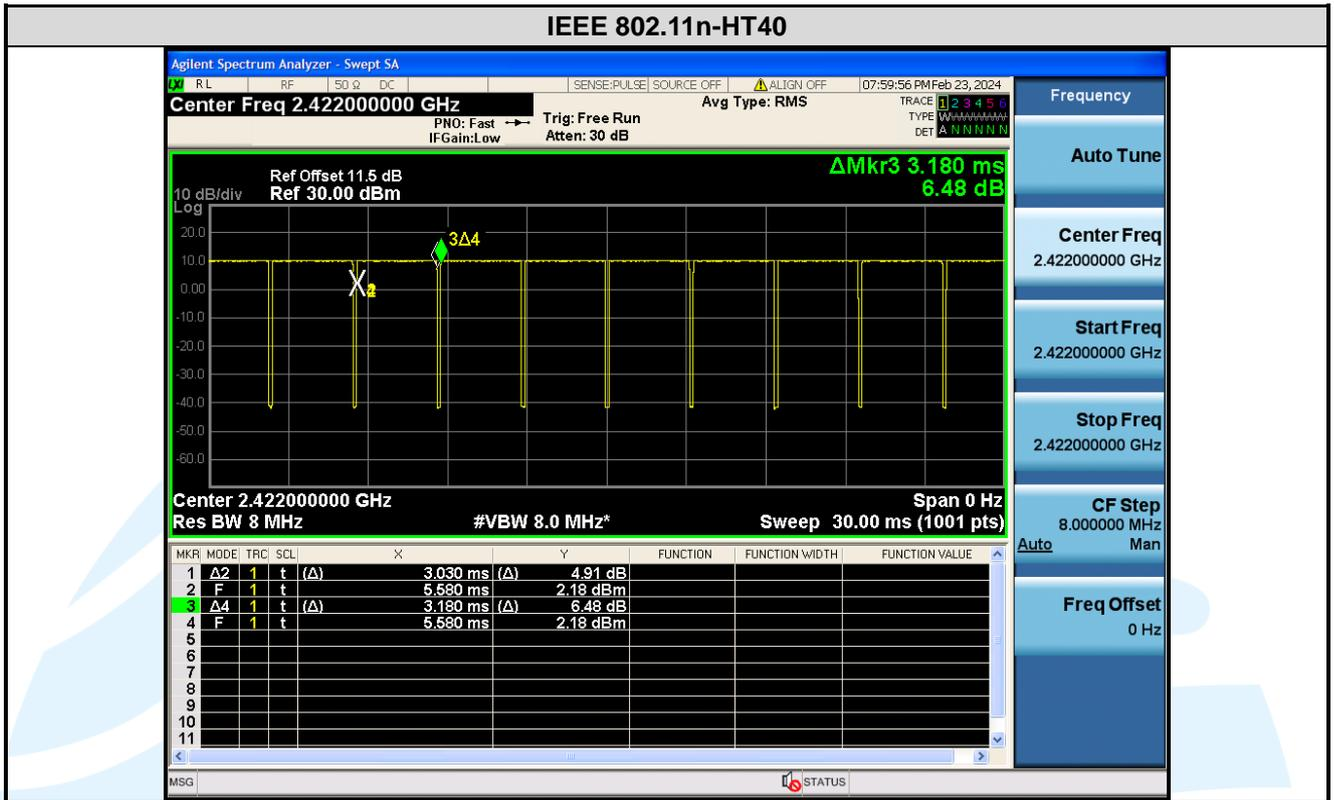 IEEE 802.11n-HT40
Agilent Spectrum Analyzer - Swept SA
LXI RL RF 50 Ω DC SENSE:PULSE SOURCE OFF ALIGN OFF 07:59:56 PM Feb 23, 2024
Center Freq 2.422000000 GHz
PNO: Fast
IFGain:Low
Trig: Free Run
Atten: 30 dB
Avg Type: RMS
TRACE 1 2 3 4 5 6
TYPE
DET A N N N N N
ΔMkr3 3.180 ms
6.48 dB
Ref Offset 11.5 dB
10 dB/div Ref 30.00 dBm
Log
20.0
10.0
0.00
-10.0
-20.0
-30.0
-40.0
-50.0
-60.0
3Δ4
Center 2.422000000 GHz Span 0 Hz
Res BW 8 MHz #VBW 8.0 MHz* Sweep 30.00 ms (1001 pts)
MKR MODE TRC SCL X Y FUNCTION FUNCTION WIDTH FUNCTION VALUE
1 Δ2 1 t (Δ) 3.030 ms (Δ) 4.91 dB
2 F 1 t 5.580 ms 2.18 dBm
3 Δ4 1 t (Δ) 3.180 ms (Δ) 6.48 dB
4 F 1 t 5.580 ms 2.18 dBm
5
6
7
8
9
10
11
MSG STATUS
Frequency
Auto Tune
Center Freq
2.422000000 GHz
Start Freq
2.422000000 GHz
Stop Freq
2.422000000 GHz
CF Step
8.000000 MHz
Auto Man
Freq Offset
0 Hz